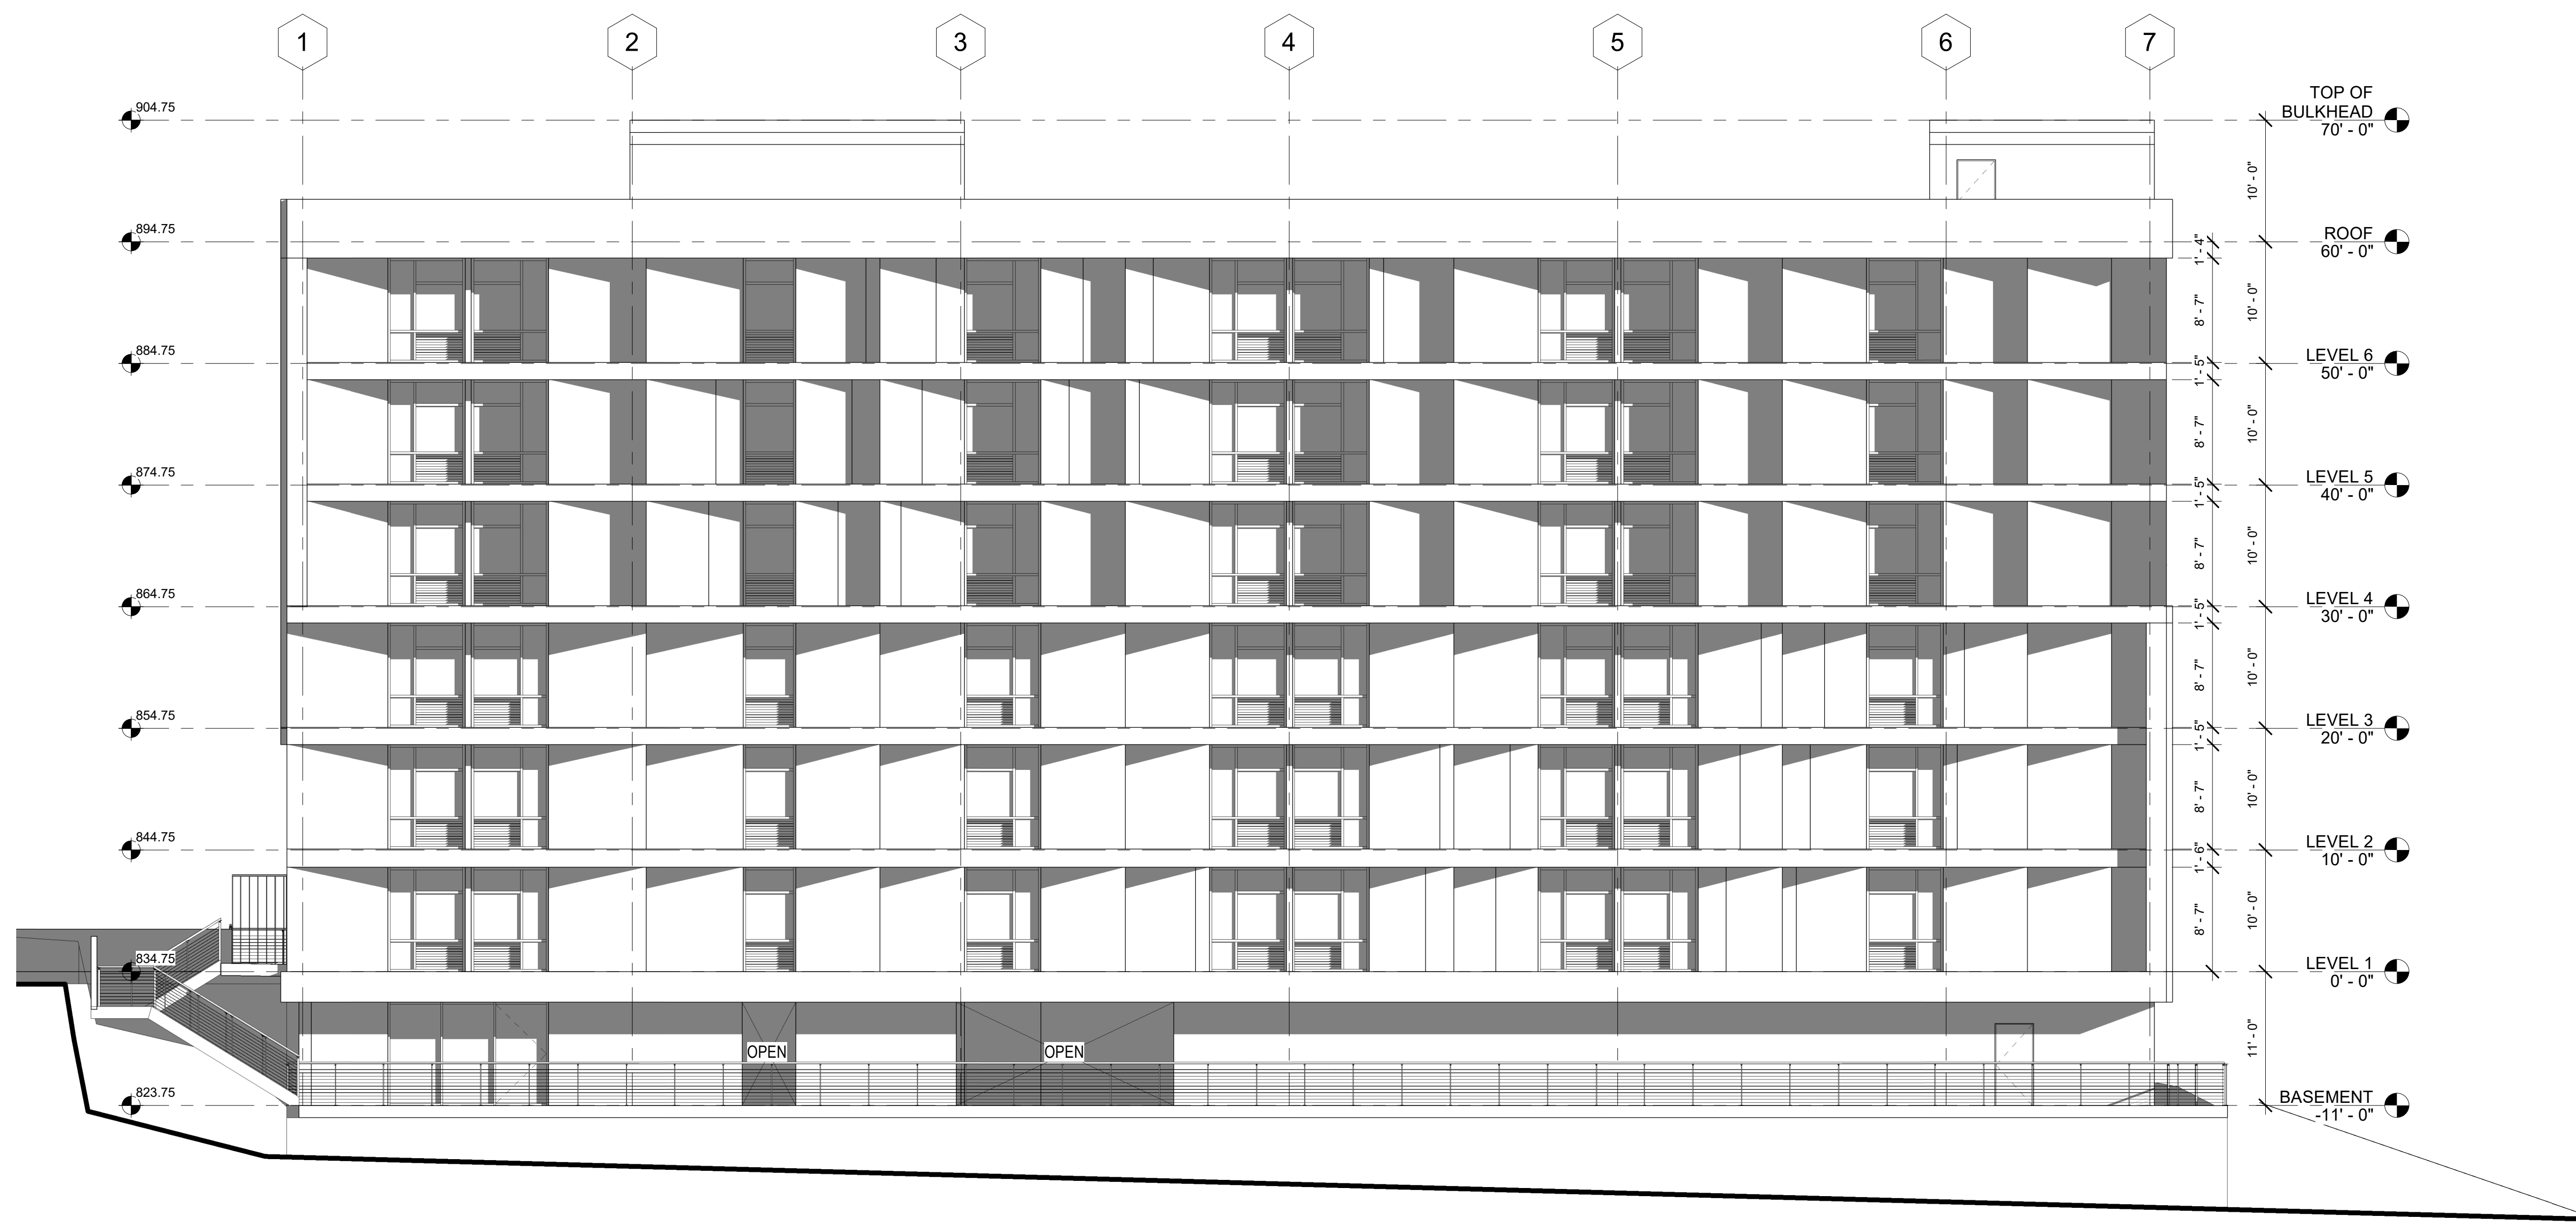 1 2 3 4 5 6 7
904.75
TOP OF
BULKHEAD
70' - 0"
10' - 0"
894.75
ROOF
60' - 0"
1' - 4"
8' - 7"
10' - 0"
884.75
LEVEL 6
50' - 0"
1' - 5"
8' - 7"
10' - 0"
874.75
LEVEL 5
40' - 0"
1' - 5"
8' - 7"
10' - 0"
864.75
LEVEL 4
30' - 0"
1' - 5"
8' - 7"
10' - 0"
854.75
LEVEL 3
20' - 0"
1' - 5"
8' - 7"
10' - 0"
844.75
LEVEL 2
10' - 0"
1' - 6"
8' - 7"
10' - 0"
834.75
LEVEL 1
0' - 0"
OPEN
OPEN
11' - 0"
823.75
BASEMENT
-11' - 0"